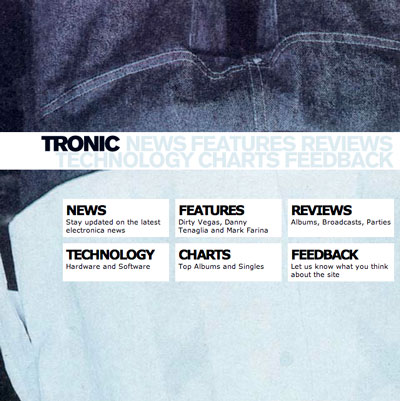 TRONIC NEWS FEATURES REVIEWS
TECHNOLOGY CHARTS FEEDBACK
NEWS
Stay updated on the latest
electronica news
FEATURES
Dirty Vegas, Danny
Tenaglia and Mark Farina
REVIEWS
Albums, Broadcasts, Parties
TECHNOLOGY
Hardware and Software
CHARTS
Top Albums and Singles
FEEDBACK
Let us know what you think
about the site